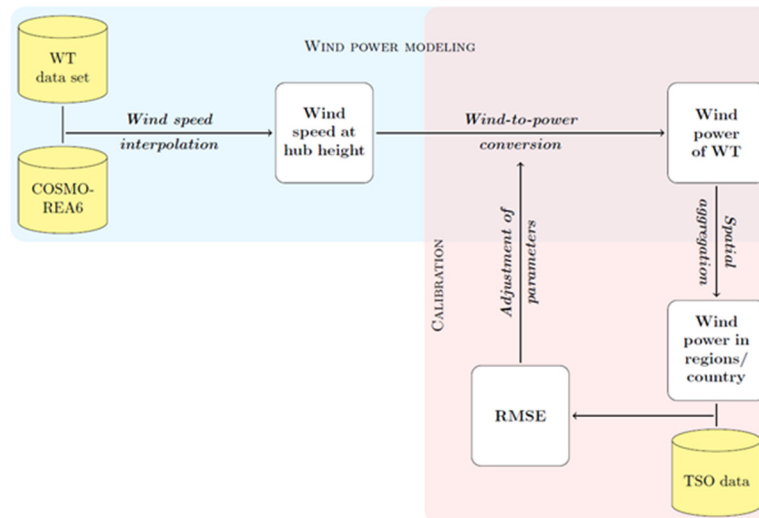 WIND POWER MODELING
WT
data set
COSMO-
REA6
Wind speed
interpolation
Wind
speed at
hub height
Wind-to-power
conversion
Wind
power
of WT
Spatial
aggregation
Wind
power in
regions/
country
TSO data
RMSE
Adjustment of
parameters
CALIBRATION